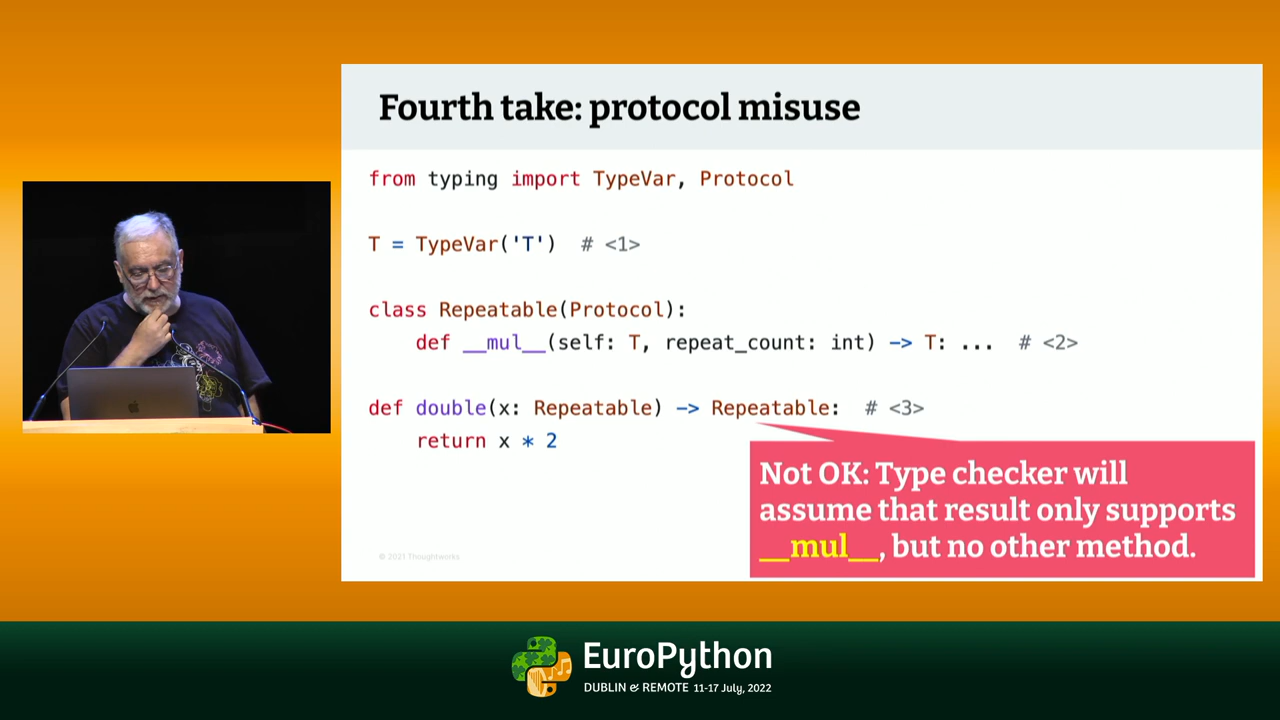 Fourth take: protocol misuse
from typing import TypeVar, Protocol
T = TypeVar('T')  # <1>
class Repeatable(Protocol):
    def __mul__(self: T, repeat_count: int) -> T: ...  # <2>
def double(x: Repeatable) -> Repeatable:  # <3>
    return x * 2
Not OK: Type checker will
assume that result only supports
__mul__, but no other method.
© 2021 Thoughtworks
EuroPython
DUBLIN & REMOTE 11-17 July, 2022